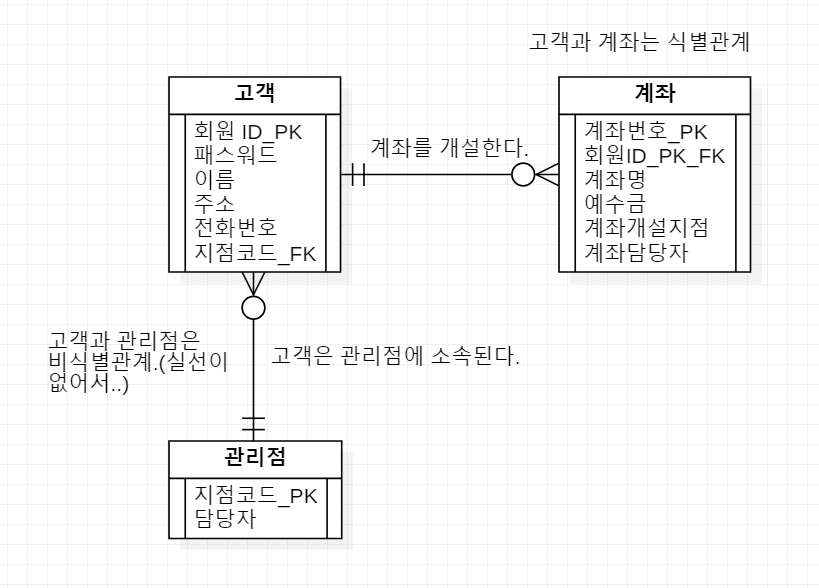 고객과 계좌는 식별관계
고객
회원 ID_PK
패스워드
이름
주소
전화번호
지점코드_FK
계좌를 개설한다.
계좌
계좌번호_PK
회원ID_PK_FK
계좌명
예수금
계좌개설지점
계좌담당자
고객과 관리점은
비식별관계.(실선이
없어서..)
고객은 관리점에 소속된다.
관리점
지점코드_PK
담당자